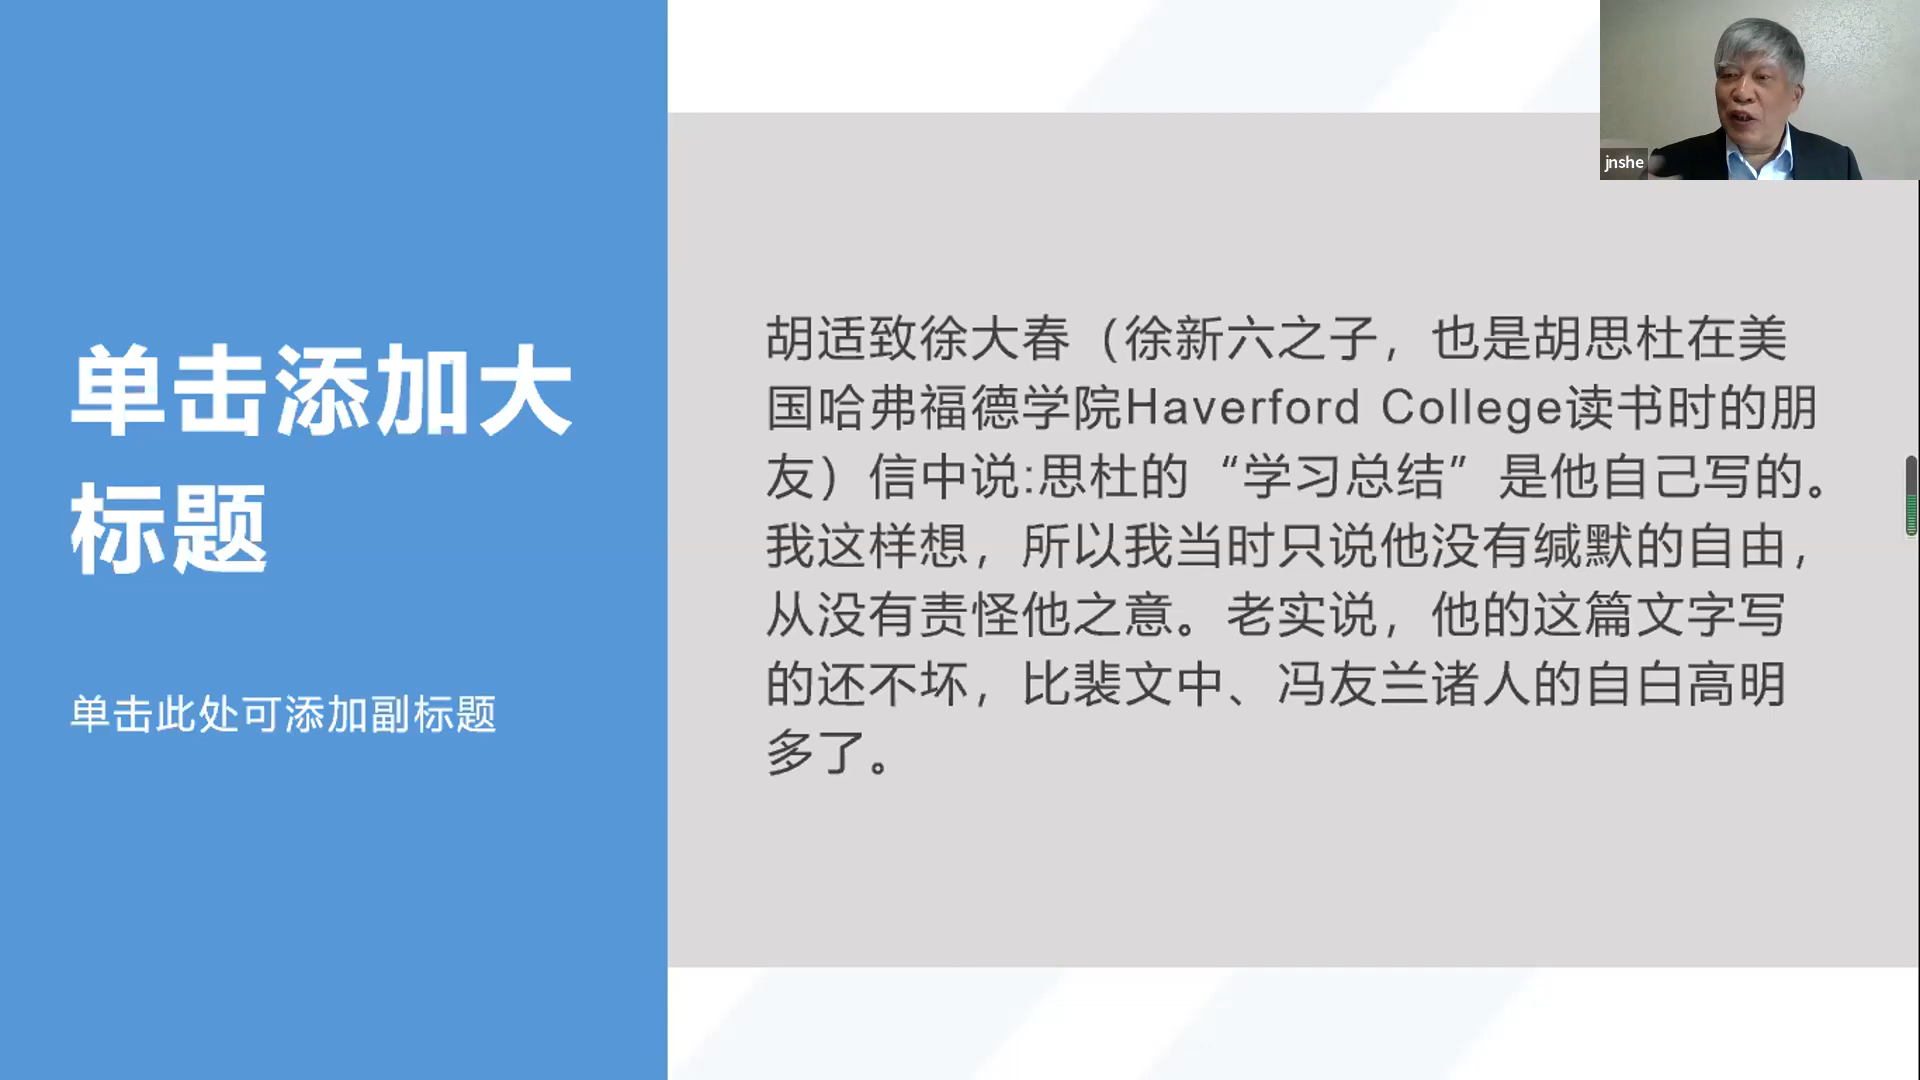 单击添加大
标题
单击此处可添加副标题
胡适致徐大春（徐新六之子，也是胡思杜在美
国哈弗福德学院Haverford College读书时的朋
友）信中说:思杜的“学习总结”是他自己写的。
我这样想，所以我当时只说他没有缄默的自由，
从没有责怪他之意。老实说，他的这篇文字写
的还不坏，比裴文中、冯友兰诸人的自白高明
多了。
jnshe